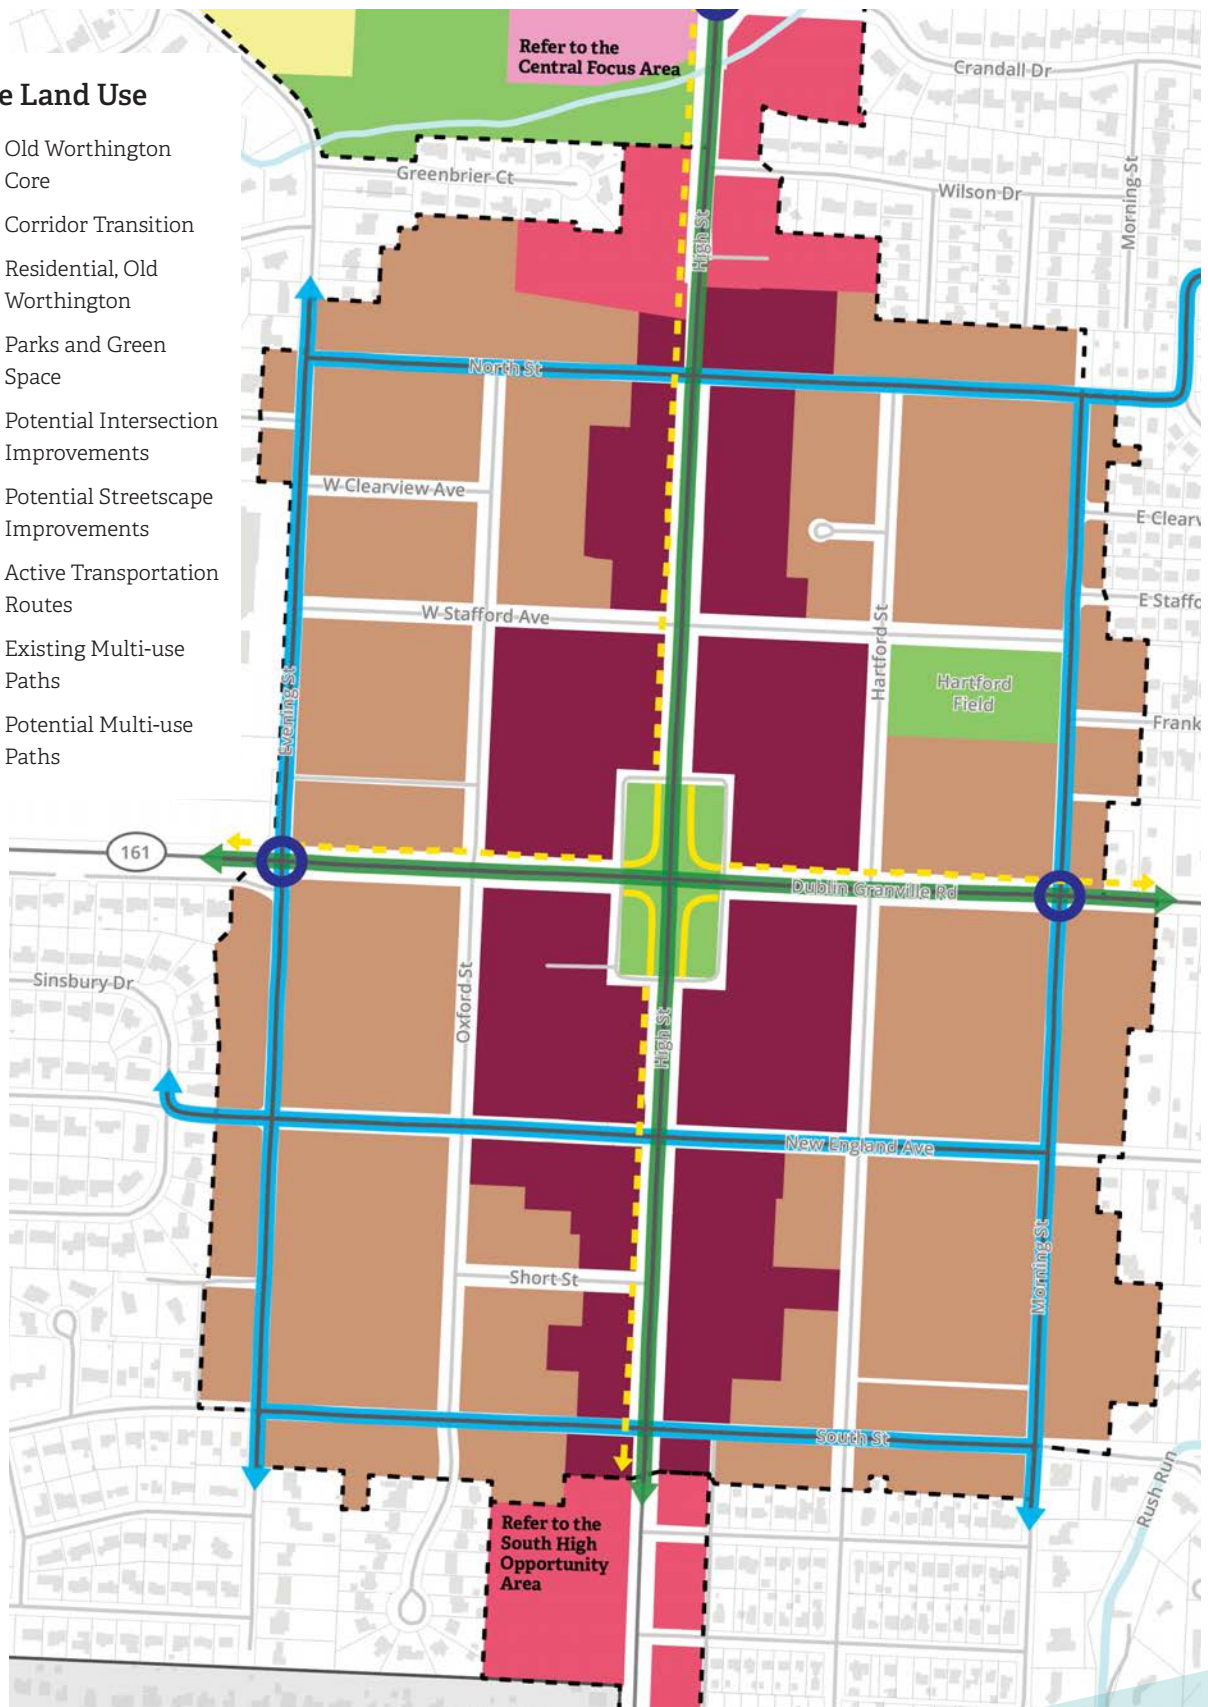 e Land Use
Old Worthington
Core
Corridor Transition
Residential, Old
Worthington
Parks and Green
Space
Potential Intersection
Improvements
Potential Streetscape
Improvements
Active Transportation
Routes
Existing Multi-use
Paths
Potential Multi-use
Paths
Refer to the
Central Focus Area
Crandall Dr
Greenbrier Ct
Wilson Dr
Morning St
High St
North St
W Clearview Ave
E Clearv
E Staffo
W Stafford Ave
Hartford St
Hartford
Field
Evening St
Frank
161
Dublin Granville Rd
Sinsbury Dr
Oxford St
High St
New England Ave
Morning St
Short St
South St
Rush Run
Refer to the
South High
Opportunity
Area